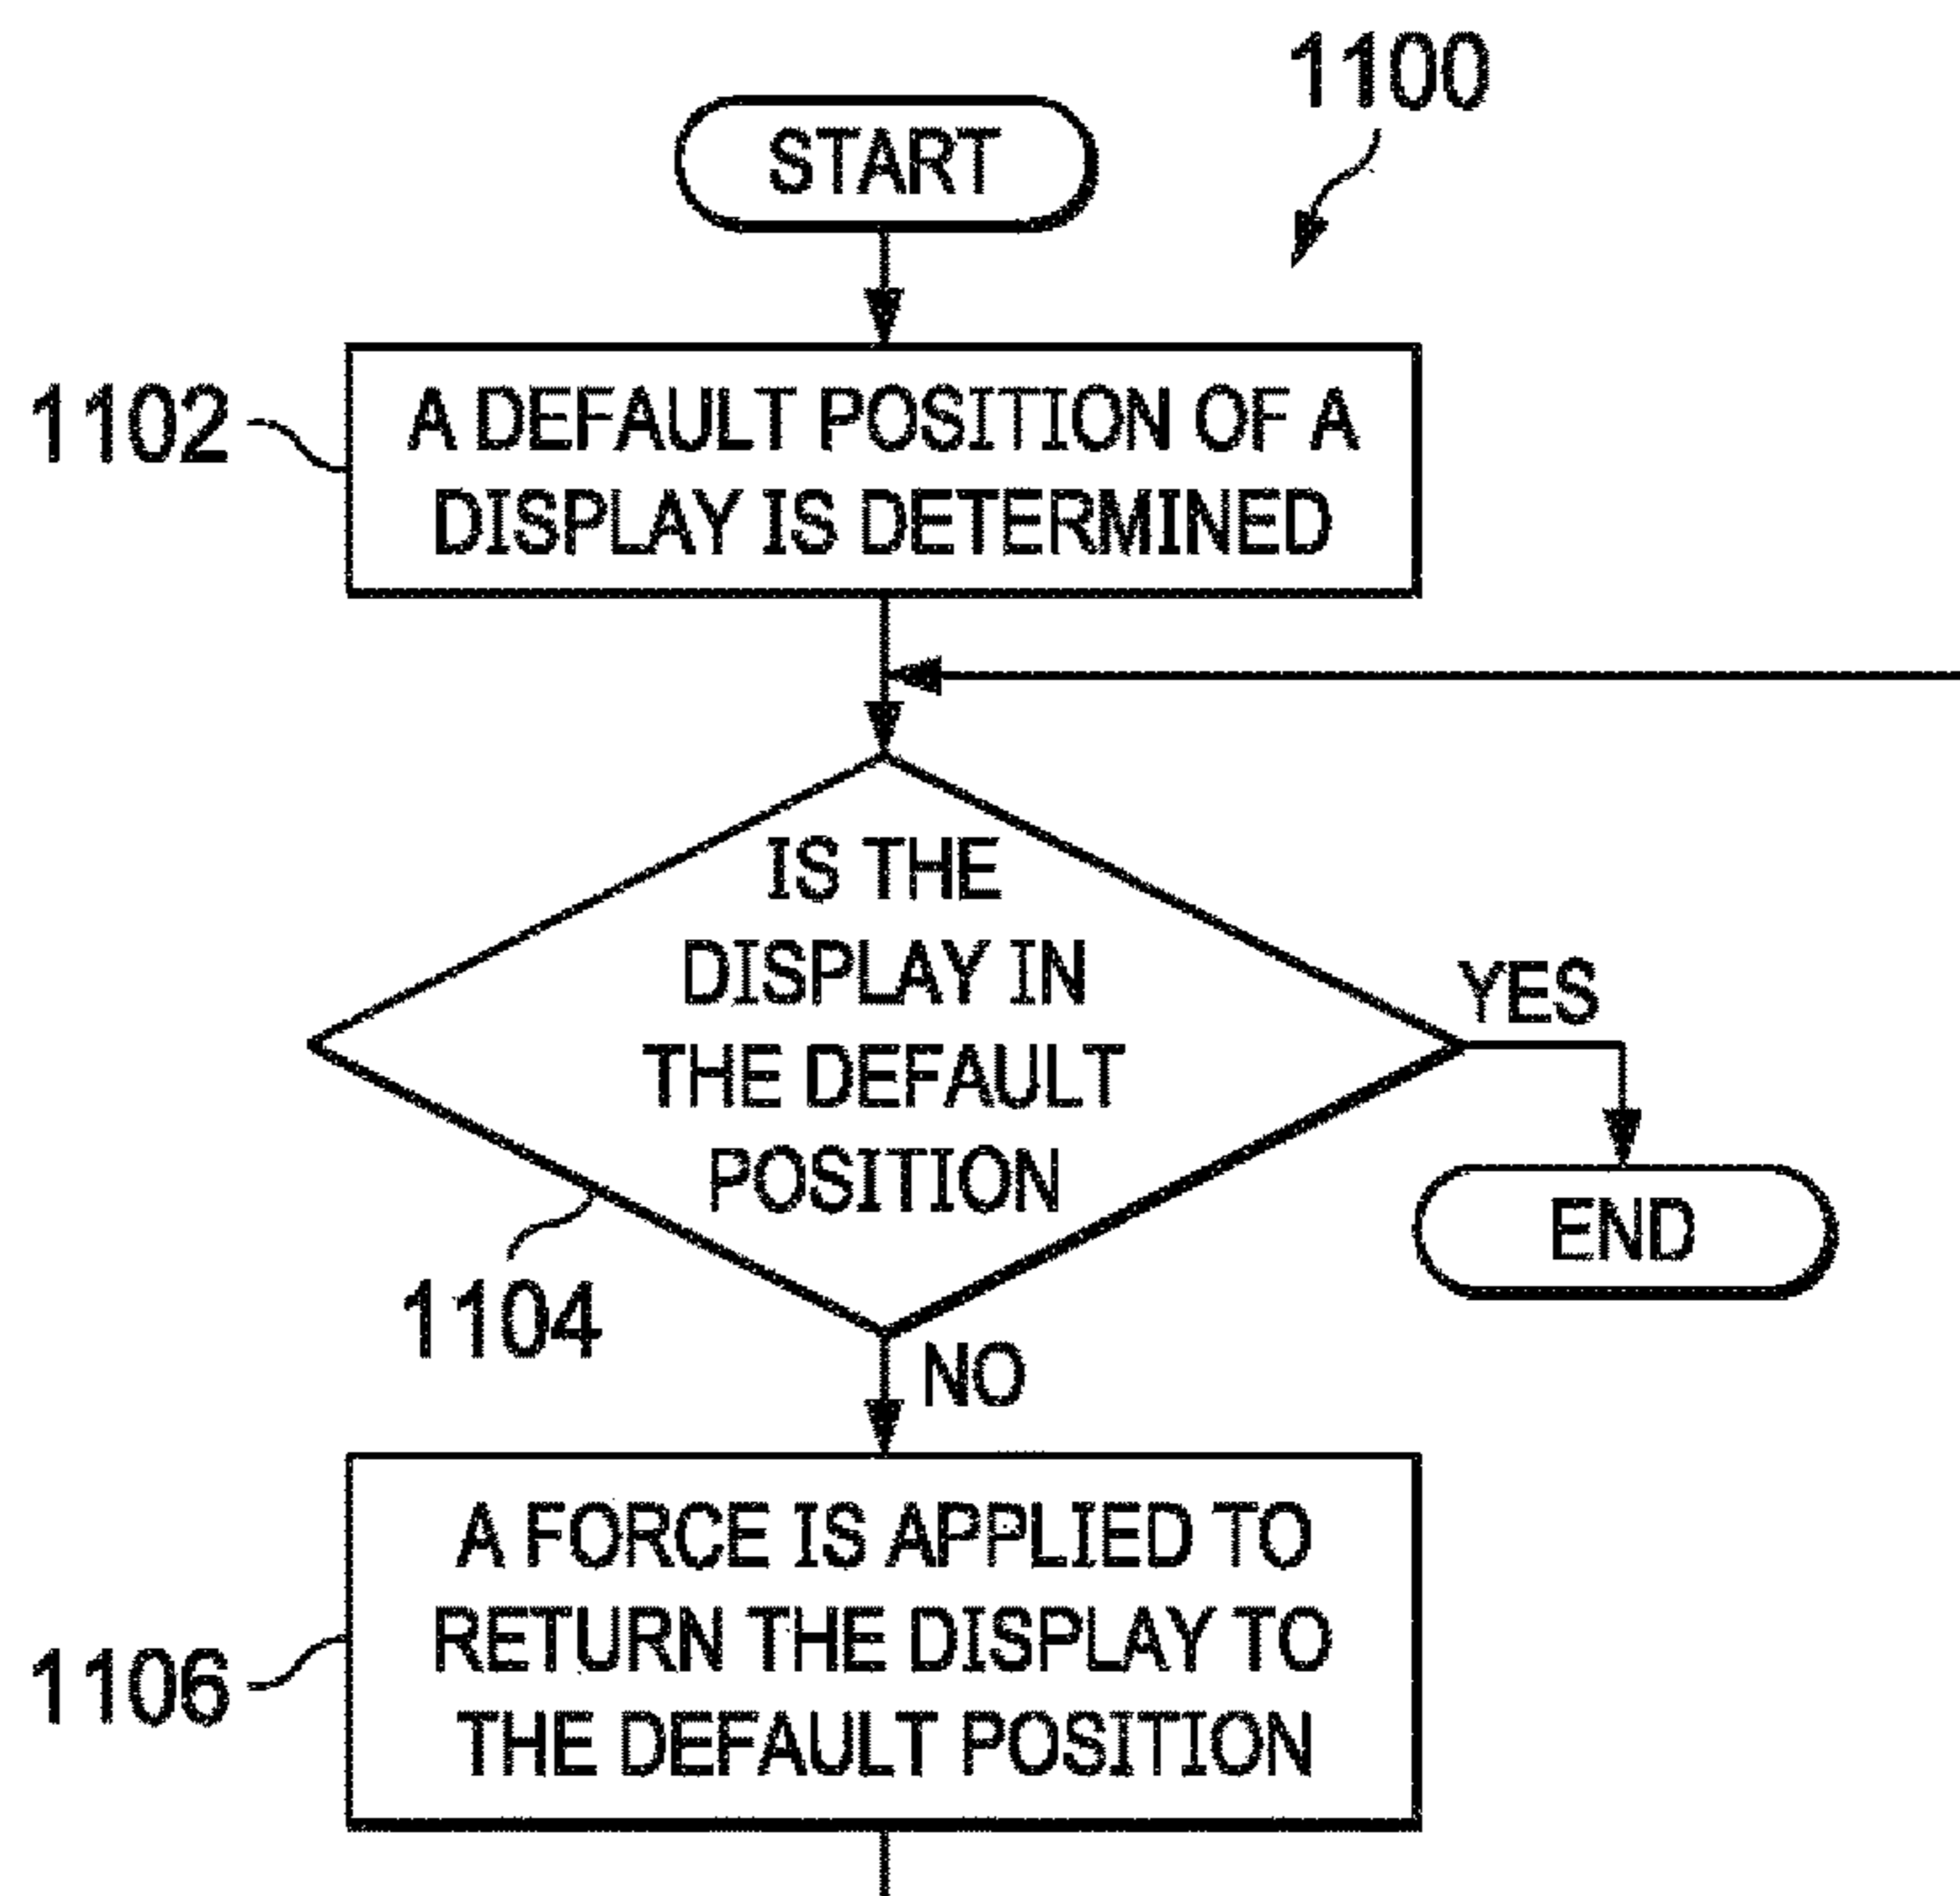 1100
START
1102
A DEFAULT POSITION OF A
DISPLAY IS DETERMINED
IS THE
DISPLAY IN
THE DEFAULT
POSITION
YES
END
1104
NO
A FORCE IS APPLIED TO
RETURN THE DISPLAY TO
THE DEFAULT POSITION
1106